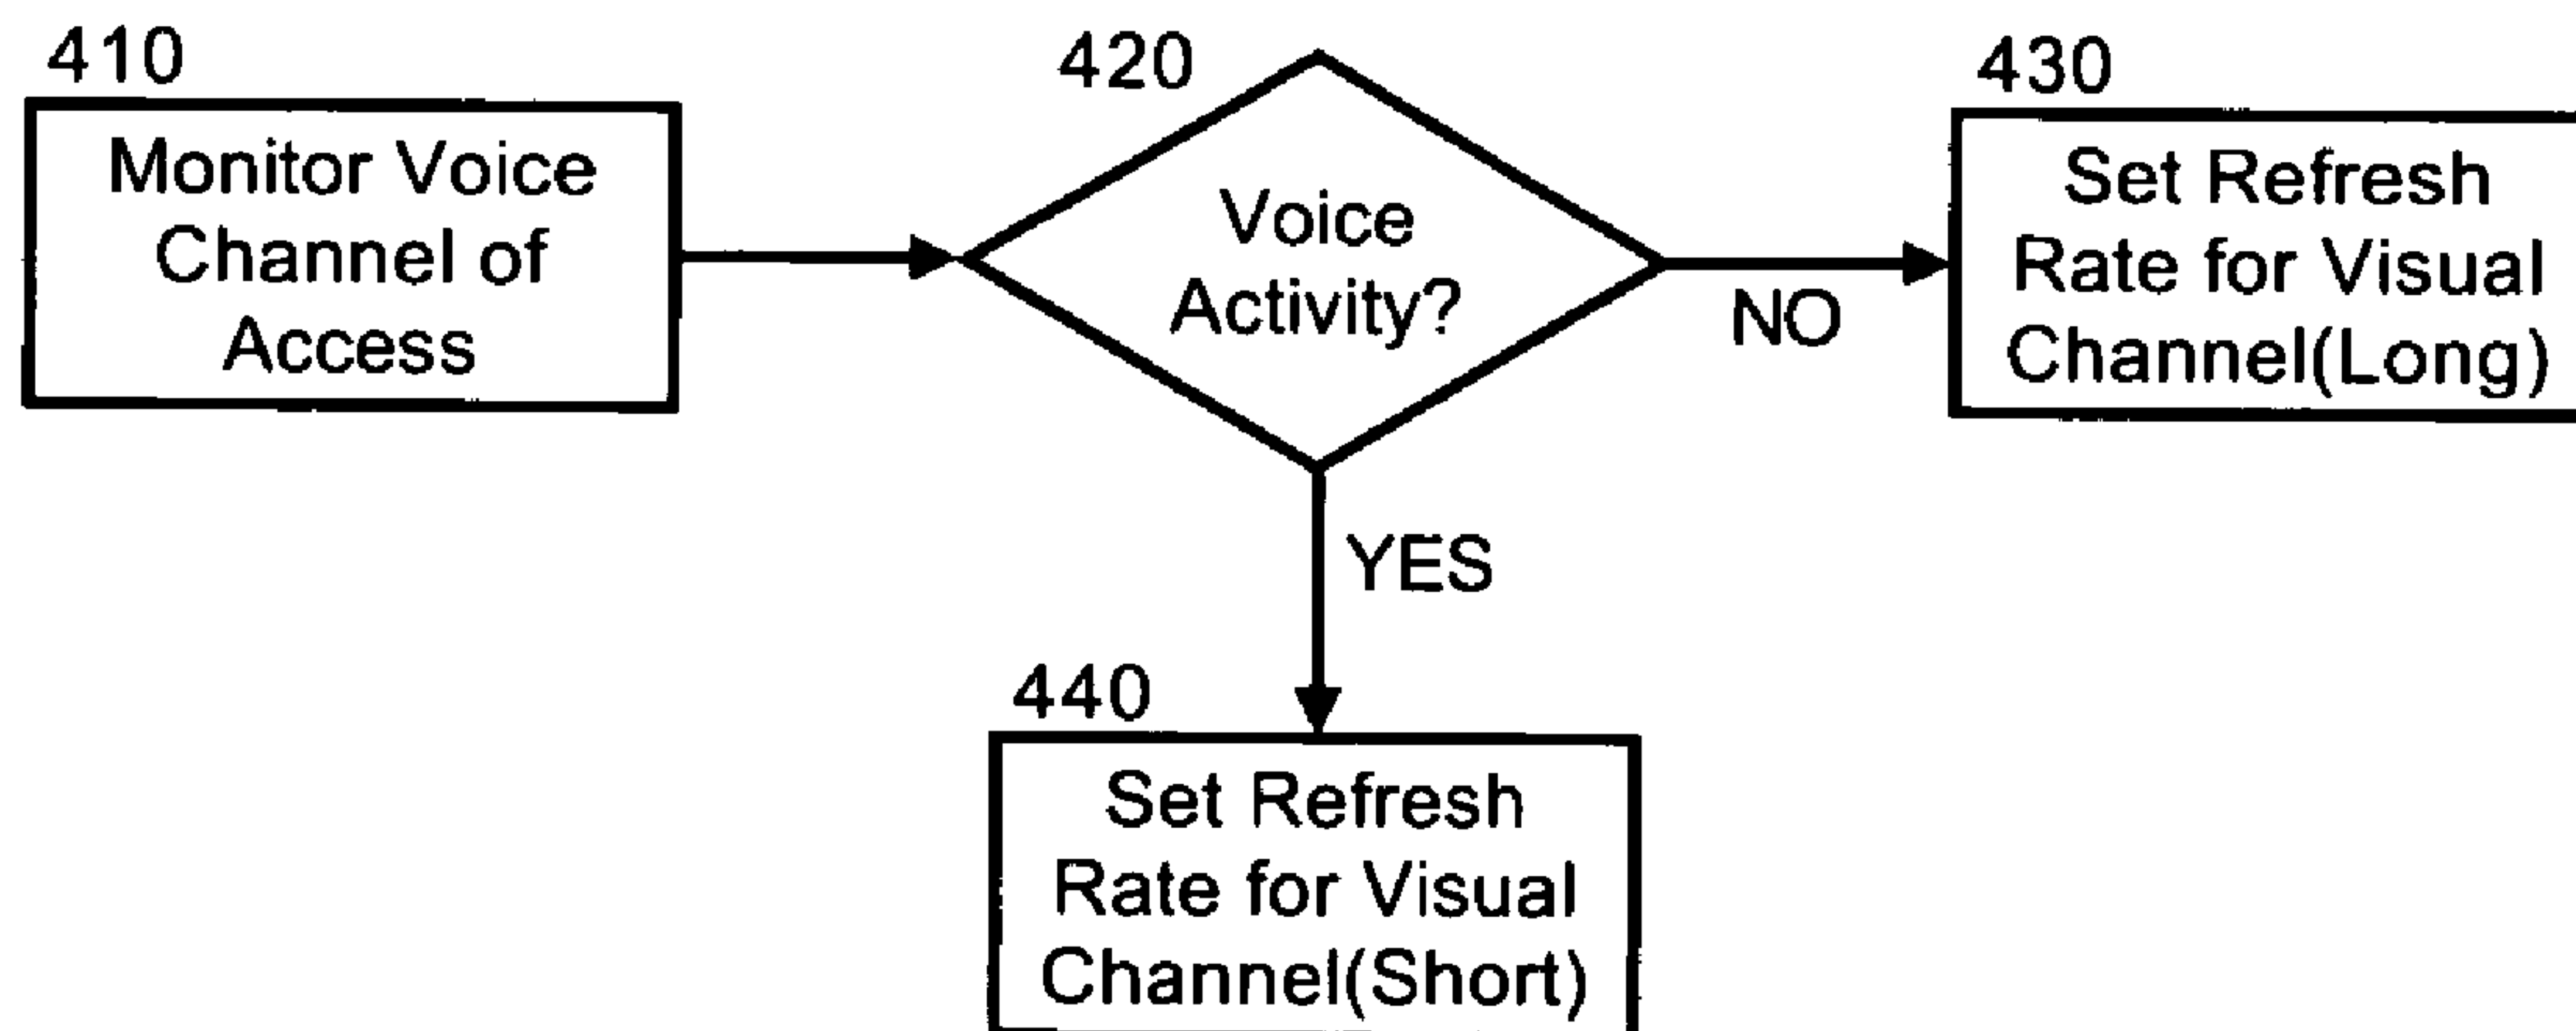 410
Monitor Voice
Channel of
Access
420
Voice
Activity?
NO
430
Set Refresh
Rate for Visual
Channel(Long)
YES
440
Set Refresh
Rate for Visual
Channel(Short)